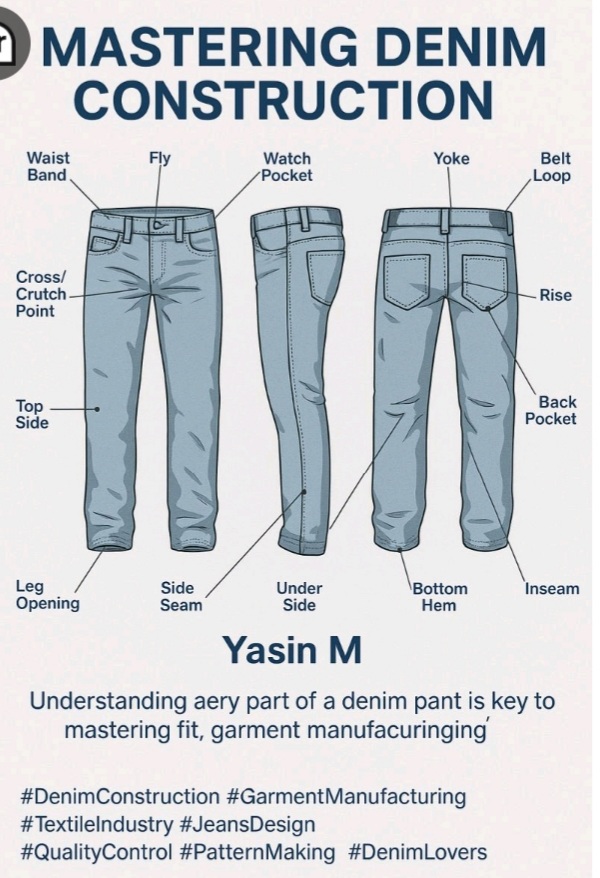 MASTERING DENIM
CONSTRUCTION
Waist
Band
Fly
Watch
Pocket
Yoke
Belt
Loop
Cross/
Crutch
Point
Rise
Top
Side
Back
Pocket
Leg
Opening
Side
Seam
Under
Side
Bottom
Hem
Inseam
Yasin M
Understanding aery part of a denim pant is key to
mastering fit, garment manufacuringing′
#DenimConstruction #GarmentManufacturing
#TextileIndustry #JeansDesign
#QualityControl #PatternMaking #DenimLovers